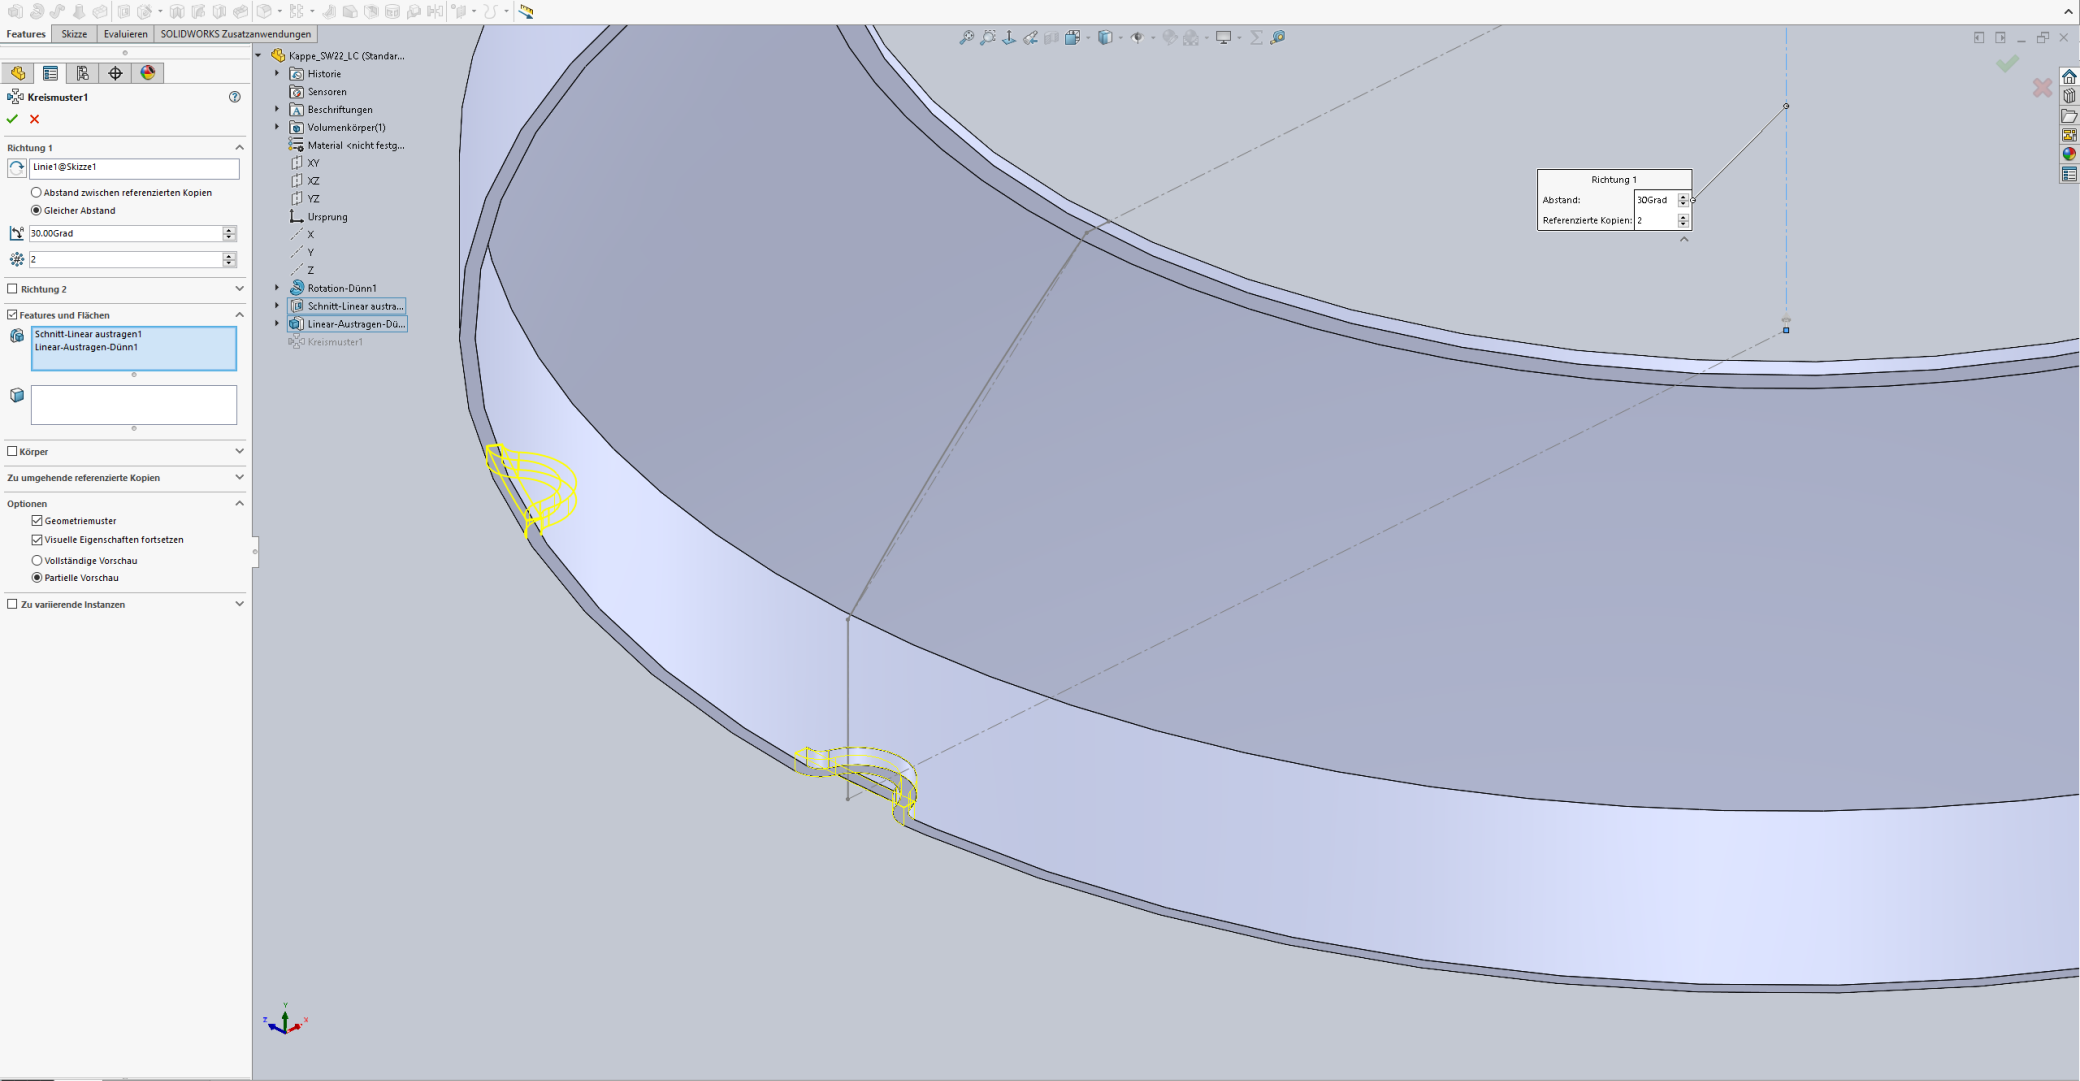 Features Skizze Evaluieren SOLIDWORKS Zusatzanwendungen
Kreismuster1
Richtung 1
Linie1@Skizze1
Abstand zwischen referenzierten Kopien
Gleicher Abstand
30.00Grad
2
Richtung 2
Features und Flächen
Schnitt-Linear austragen1
Linear-Austragen-Dünn1
Körper
Zu umgehende referenzierte Kopien
Optionen
Geometriemuster
Visuelle Eigenschaften fortsetzen
Vollständige Vorschau
Partielle Vorschau
Zu variierende Instanzen
Kappe_SW22_LC (Standar...
Historie
Sensoren
Beschriftungen
Volumenkörper(1)
Material <nicht festg...
XY
XZ
YZ
Ursprung
X
Y
Z
Rotation-Dünn1
Schnitt-Linear austra...
Linear-Austragen-Dü...
Kreismuster1
Richtung 1
Abstand: 30Grad
Referenzierte Kopien: 2
Y
Z X